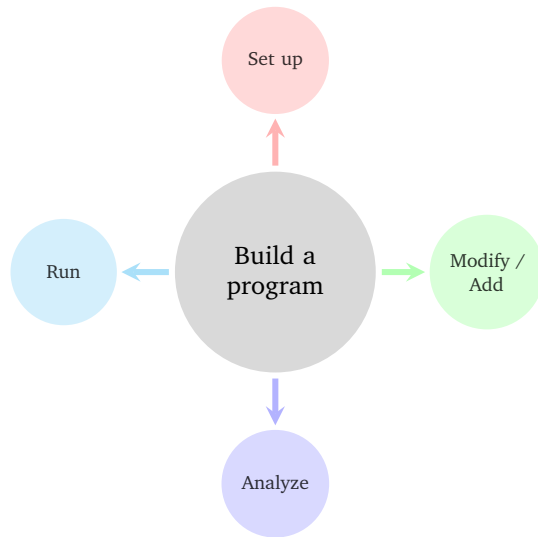 Set up
Build a
program
Run
Modify /
Add
Analyze